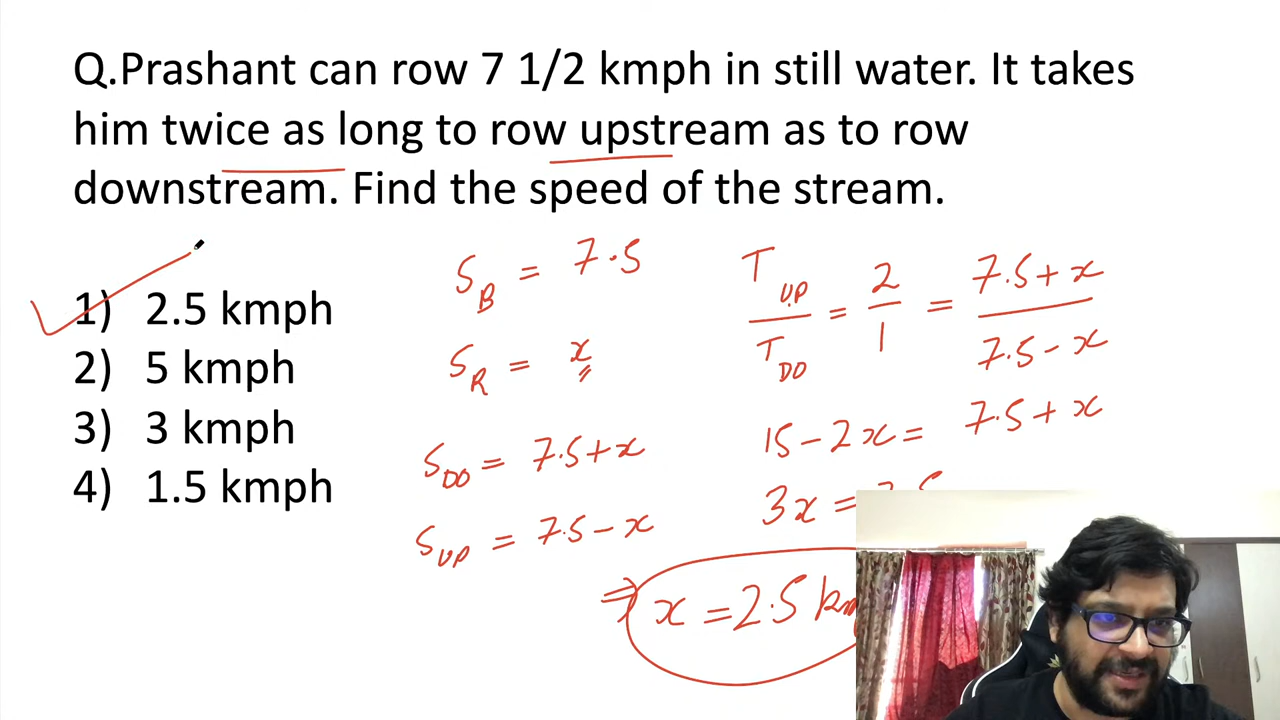 Q.Prashant can row 7 1/2 kmph in still water. It takes
him twice as long to row upstream as to row
downstream. Find the speed of the stream.
1) 2.5 kmph
2) 5 kmph
3) 3 kmph
4) 1.5 kmph
S_B = 7.5
S_R = x
S_DO = 7.5+x
S_UP = 7.5-x
T_UP/T_DO = 2/1 = 7.5+x/7.5-x
15-2x = 7.5+x
3x =
⇒ x = 2.5